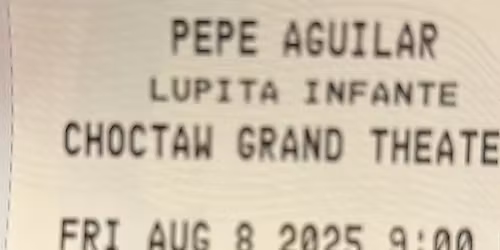 PEPE AGUILAR
LUPITA INFANTE
CHOCTAW GRAND THEATE
FRI AUG 8 2025 9:00